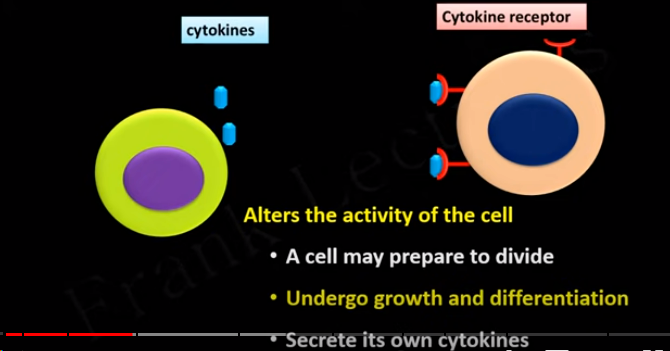 cytokines
Cytokine receptor
Alters the activity of the cell
• A cell may prepare to divide
• Undergo growth and differentiation
• Secrete its own cytokines